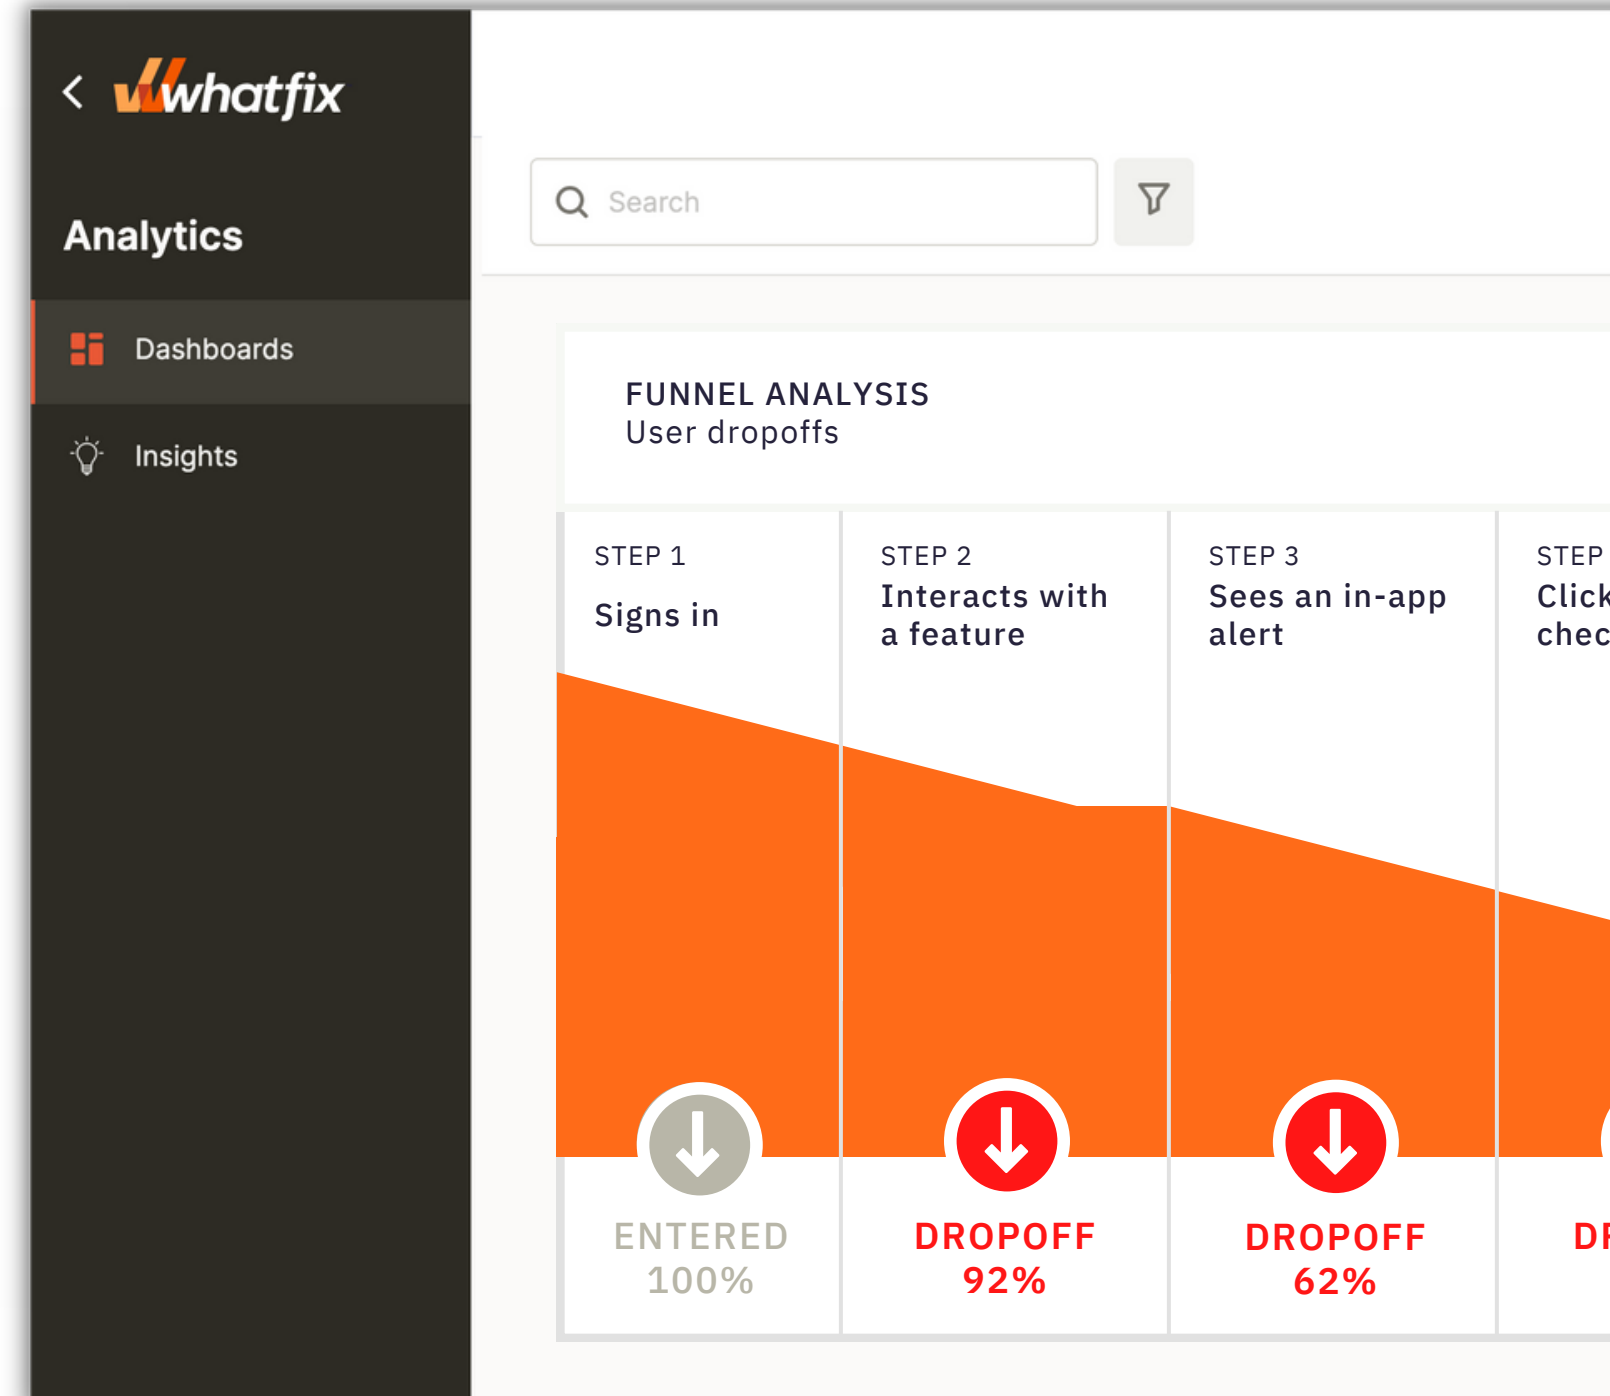 whatfix
Analytics
Dashboards
Insights
Search
FUNNEL ANALYSIS
User dropoffs
STEP 1
Signs in
STEP 2
Interacts with
a feature
STEP 3
Sees an in-app
alert
STEP
ENTERED
100%
DROPOFF
92%
DROPOFF
62%